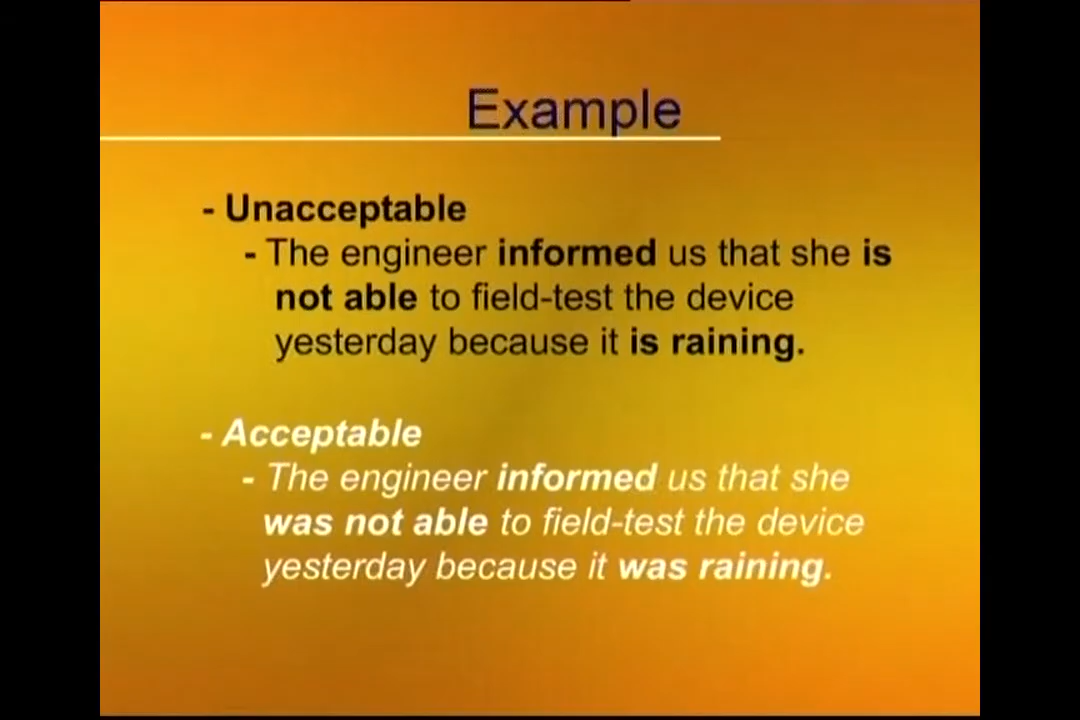 Example
- Unacceptable
- The engineer informed us that she is
not able to field-test the device
yesterday because it is raining.
- Acceptable
- The engineer informed us that she
was not able to field-test the device
yesterday because it was raining.